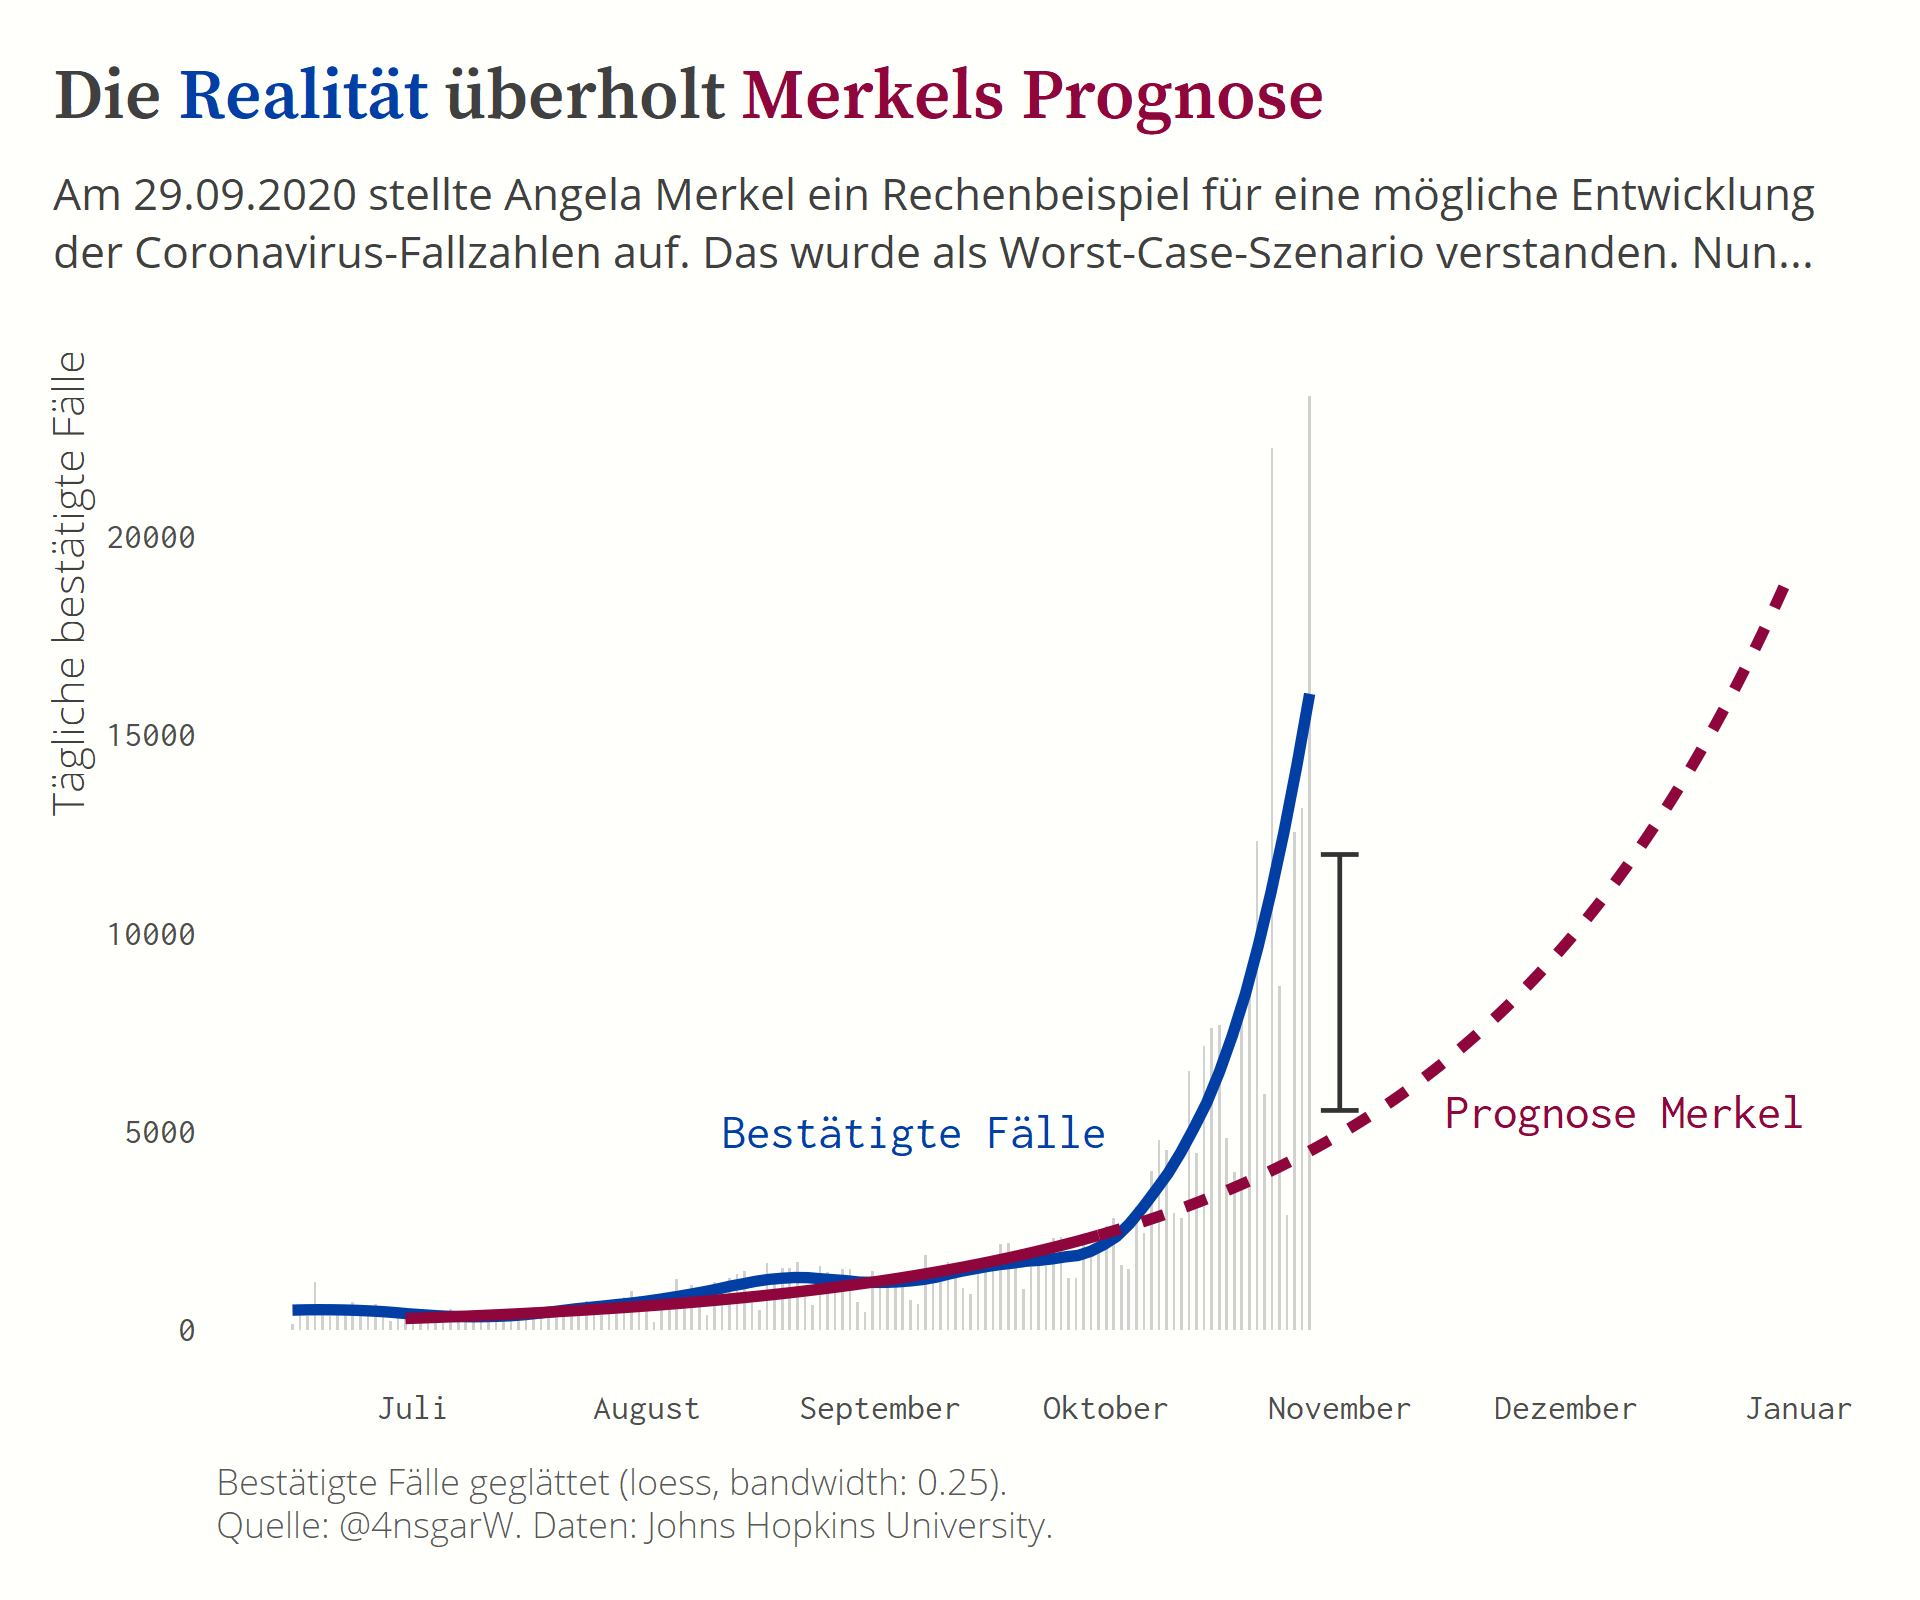 Die Realität überholt Merkels Prognose
Am 29.09.2020 stellte Angela Merkel ein Rechenbeispiel für eine mögliche Entwicklung
der Coronavirus-Fallzahlen auf. Das wurde als Worst-Case-Szenario verstanden. Nun...
Tägliche bestätigte Fälle
20000
15000
10000
5000
0
Bestätigte Fälle
Prognose Merkel
Juli August September Oktober November Dezember Januar
Bestätigte Fälle geglättet (loess, bandwidth: 0.25).
Quelle: @4nsgarW. Daten: Johns Hopkins University.